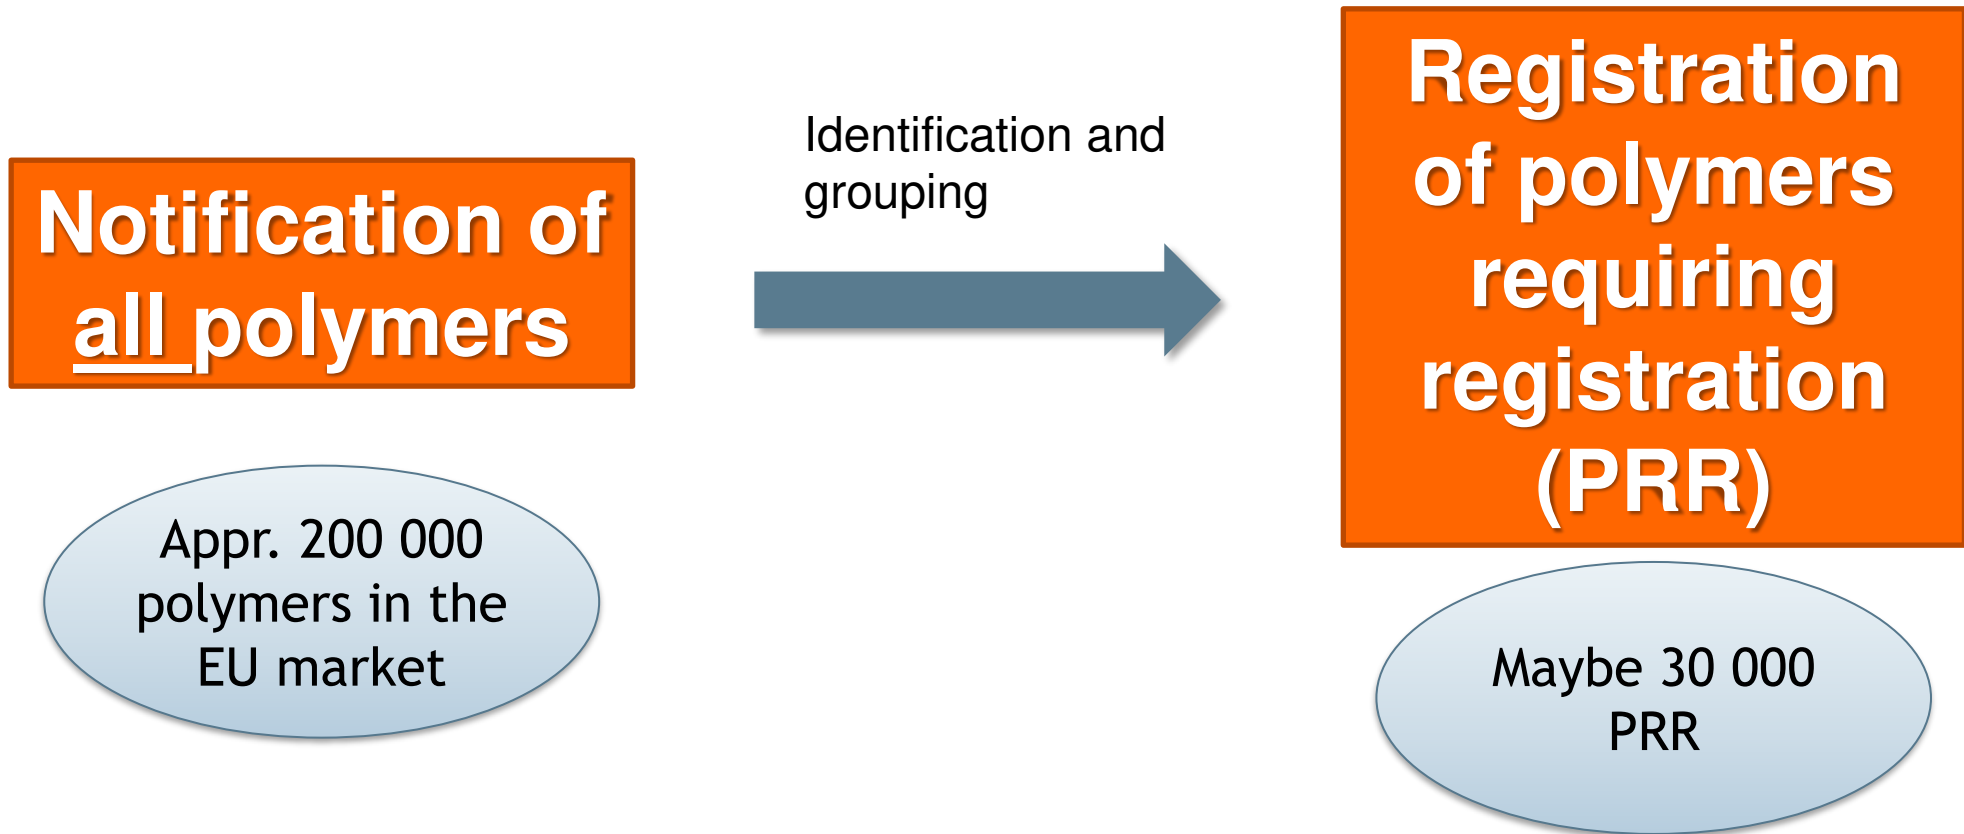 Notification of
all polymers
Appr. 200 000
polymers in the
EU market
Identification and
grouping
Registration
of polymers
requiring
registration
(PRR)
Maybe 30 000
PRR